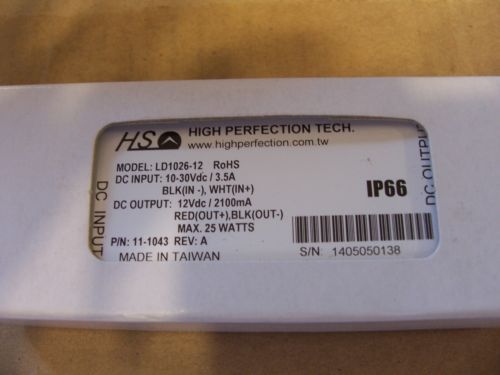 HS HIGH PERFECTION TECH.
www.highperfection.com.tw
MODEL: LD1026-12 RoHS
DC INPUT: 10-30Vdc / 3.5A
BLK(IN -), WHT(IN+)
DC OUTPUT: 12Vdc / 2100mA
RED(OUT+),BLK(OUT-)
MAX. 25 WATTS
P/N: 11-1043 REV: A
MADE IN TAIWAN
IP66
S/N: 1405050138
DC INPUT
DC OUTPUT